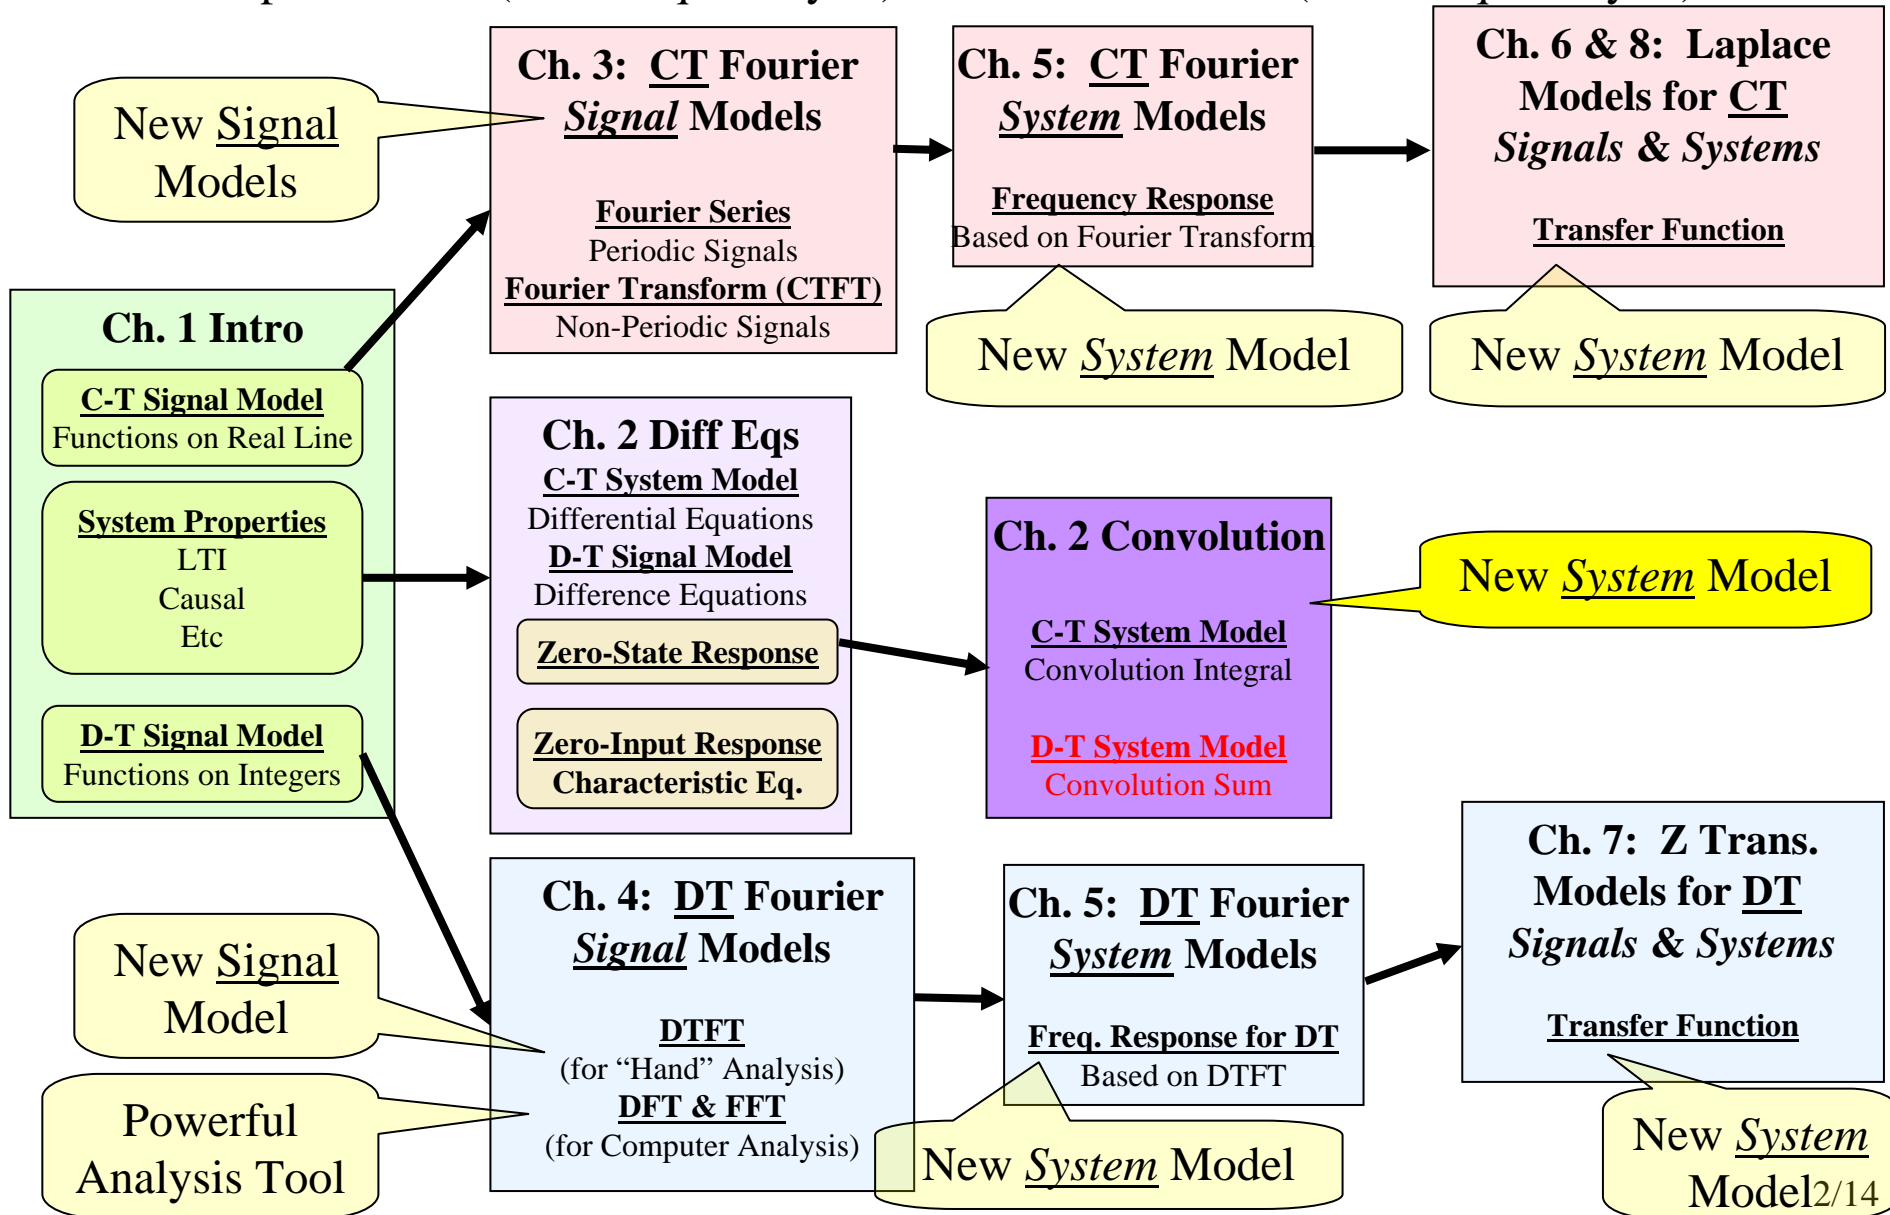 New Signal
Models
Ch. 3: CT Fourier
Signal Models
Fourier Series
Periodic Signals
Fourier Transform (CTFT)
Non-Periodic Signals
Ch. 5: CT Fourier
System Models
Frequency Response
Based on Fourier Transform
New System Model
Ch. 6 & 8: Laplace
Models for CT
Signals & Systems
Transfer Function
New System Model
Ch. 1 Intro
C-T Signal Model
Functions on Real Line
System Properties
LTI
Causal
Etc
D-T Signal Model
Functions on Integers
Ch. 2 Diff Eqs
C-T System Model
Differential Equations
D-T Signal Model
Difference Equations
Zero-State Response
Zero-Input Response
Characteristic Eq.
Ch. 2 Convolution
C-T System Model
Convolution Integral
D-T System Model
Convolution Sum
New System Model
New Signal
Model
Powerful
Analysis Tool
Ch. 4: DT Fourier
Signal Models
DTFT
(for “Hand” Analysis)
DFT & FFT
(for Computer Analysis)
Ch. 5: DT Fourier
System Models
Freq. Response for DT
Based on DTFT
New System Model
Ch. 7: Z Trans.
Models for DT
Signals & Systems
Transfer Function
New System
Model
2/14